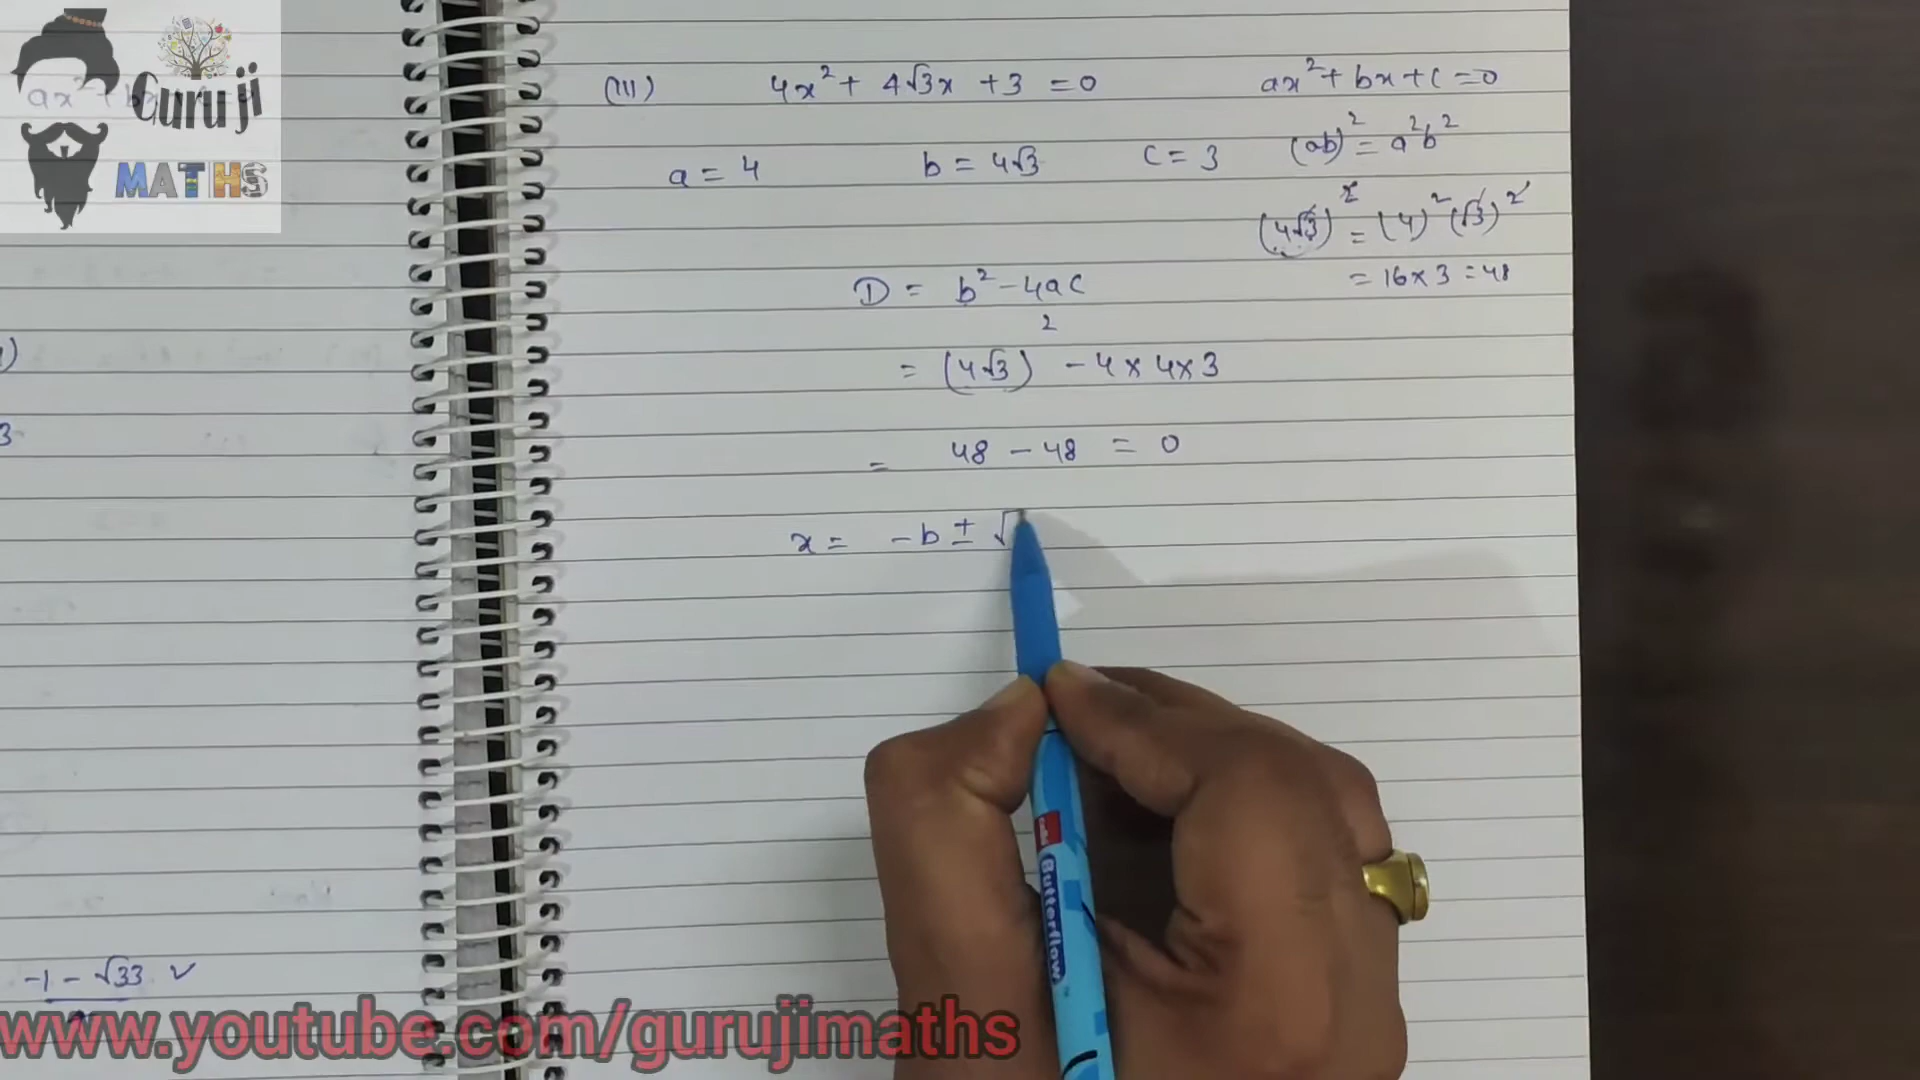 Guruji
MATHS
3
-1 - √33 ✓
(III) 4x² + 4√3x + 3 = 0
a = 4 b = 4√3 C = 3
D = b² - 4ac
= (4√3)² - 4 × 4 × 3
= 48 - 48 = 0
x = - b ± √
ax² + bx + c = 0
(ab)² = a²b²
(4√3)² = (4)² (√3)²
= 16 × 3 = 48
Butterflow
www.youtube.com/gurujimaths